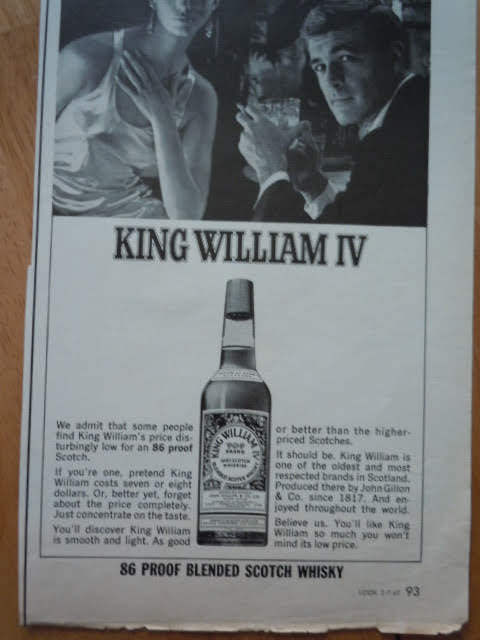 KING WILLIAM IV
We admit that some people
find King William's price dis-
turbingly low for an 86 proof
Scotch.
If you're one, pretend King
William costs seven or eight
dollars. Or, better yet, forget
about the price completely.
Just concentrate on the taste.
You'll discover King William
is smooth and light. As good
or better than the higher-
priced Scotches.
It should be. King William is
one of the oldest and most
respected brands in Scotland.
Produced there by John Gillon
& Co. since 1817. And en-
joyed throughout the world.
Believe us. You'll like King
William so much you won't
mind its low price.
KING WILLIAM IV
86 PROOF BLENDED SCOTCH WHISKY
LOOK 93